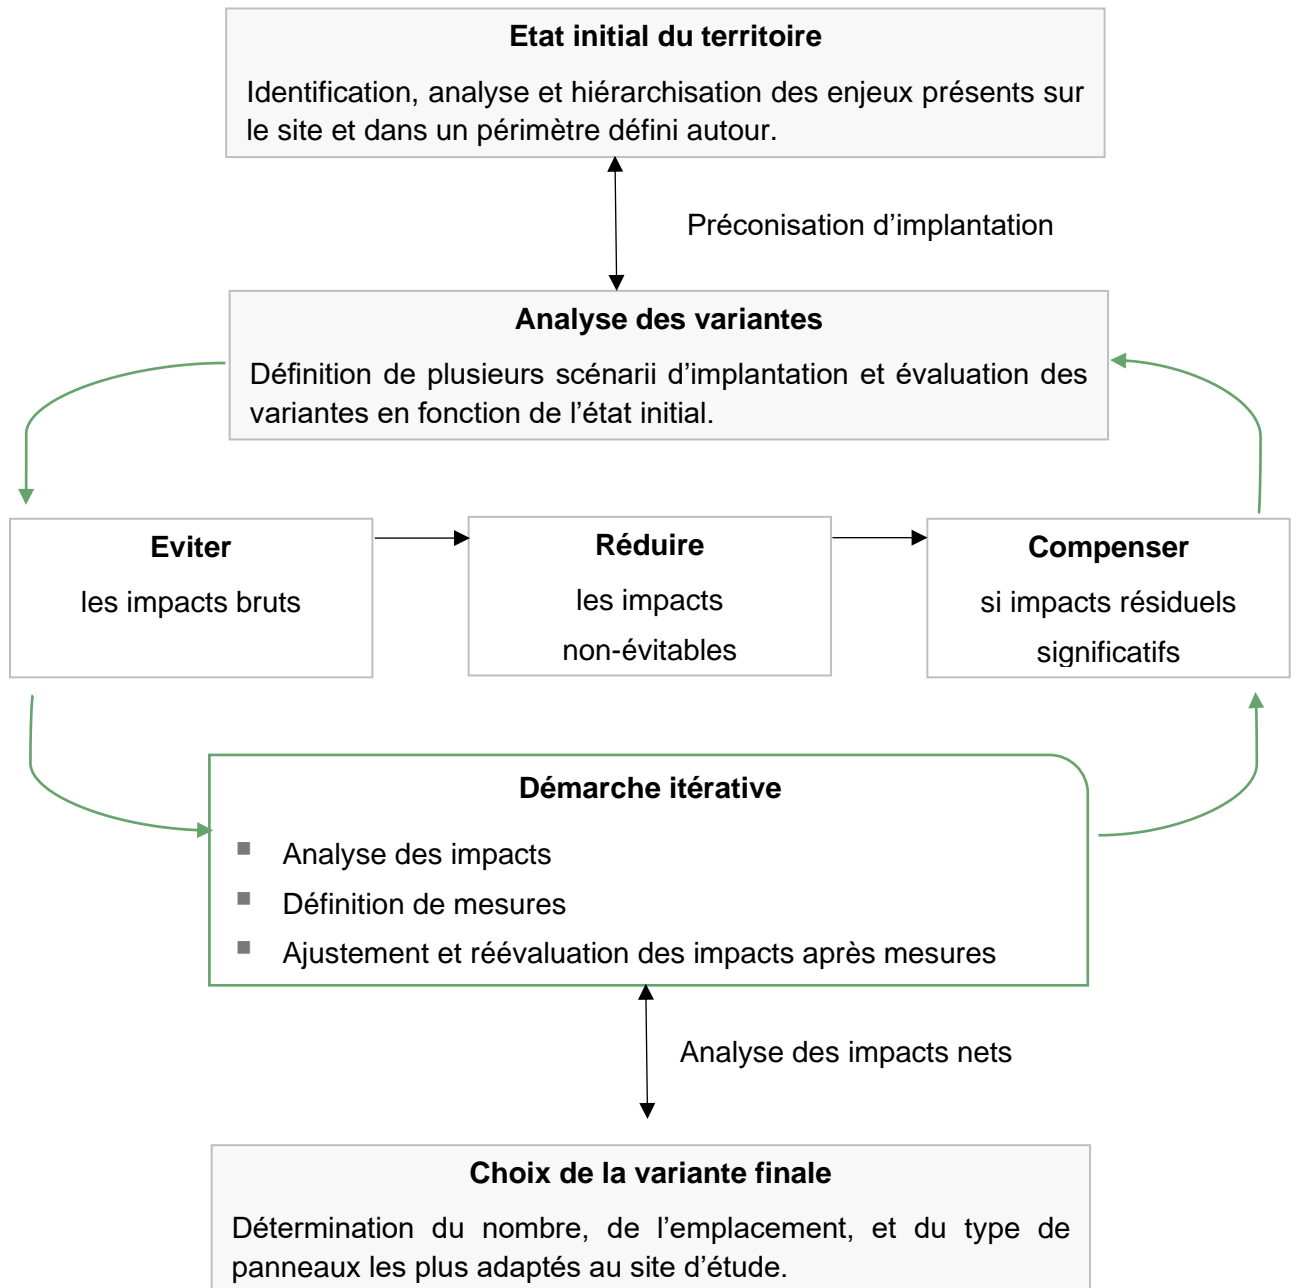 Etat initial du territoire
Identification, analyse et hiérarchisation des enjeux présents sur
le site et dans un périmètre défini autour.
Préconisation d’implantation
Analyse des variantes
Définition de plusieurs scénarii d’implantation et évaluation des
variantes en fonction de l’état initial.
Eviter
les impacts bruts
Réduire
les impacts
non-évitables
Compenser
si impacts résiduels
significatifs
Démarche itérative
Analyse des impacts
Définition de mesures
Ajustement et réévaluation des impacts après mesures
Analyse des impacts nets
Choix de la variante finale
Détermination du nombre, de l’emplacement, et du type de
panneaux les plus adaptés au site d’étude.